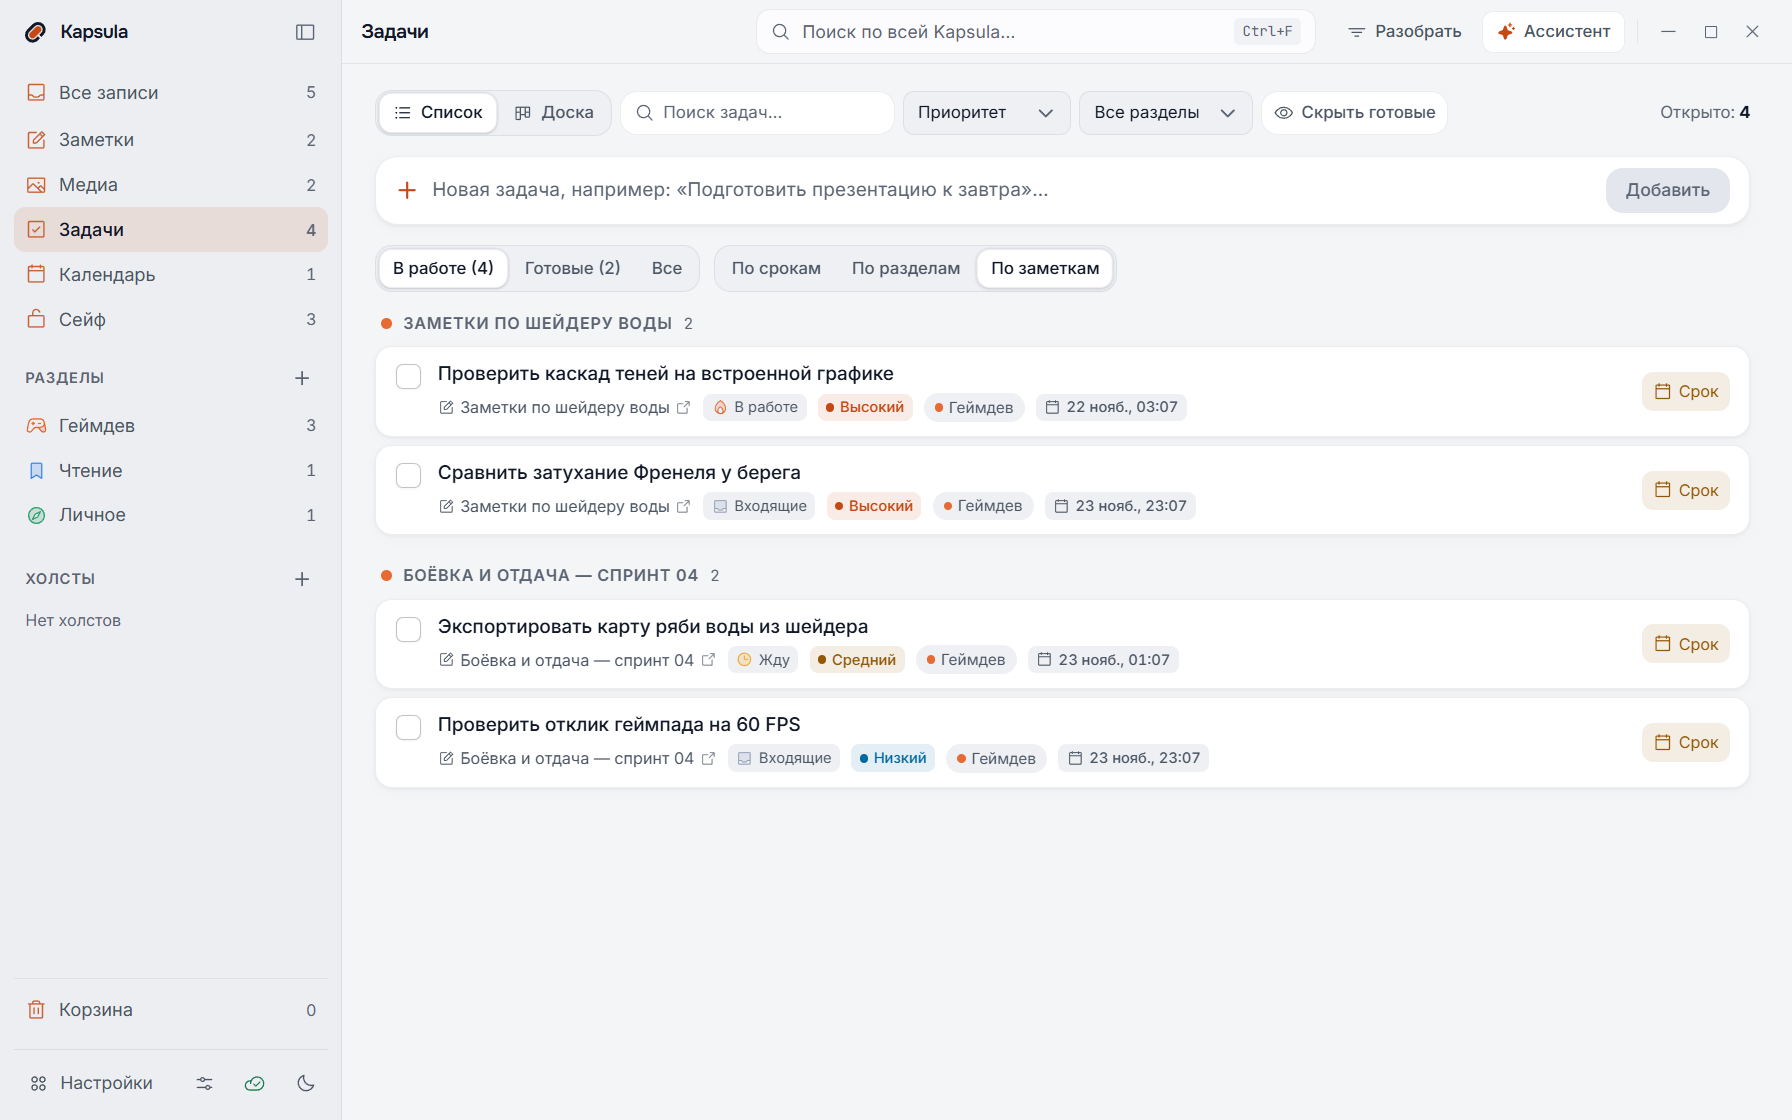 Kapsula
Задачи
Поиск по всей Kapsula...
Ctrl+F
Разобрать
Ассистент
Все записи 5
Заметки 2
Медиа 2
Задачи 4
Календарь 1
Сейф 3
РАЗДЕЛЫ
Геймдев 3
Чтение 1
Личное 1
ХОЛСТЫ
Нет холстов
Корзина 0
Настройки
Список
Доска
Поиск задач...
Приоритет
Все разделы
Скрыть готовые
Открыто: 4
Новая задача, например: «Подготовить презентацию к завтра»...
Добавить
В работе (4)
Готовые (2)
Все
По срокам
По разделам
По заметкам
ЗАМЕТКИ ПО ШЕЙДЕРУ ВОДЫ 2
Проверить каскад теней на встроенной графике
Заметки по шейдеру воды В работе Высокий Геймдев 22 нояб., 03:07
Срок
Сравнить затухание Френеля у берега
Заметки по шейдеру воды Входящие Высокий Геймдев 23 нояб., 23:07
Срок
БОЁВКА И ОТДАЧА — СПРИНТ 04 2
Экспортировать карту ряби воды из шейдера
Боёвка и отдача — спринт 04 Жду Средний Геймдев 23 нояб., 01:07
Срок
Проверить отклик геймпада на 60 FPS
Боёвка и отдача — спринт 04 Входящие Низкий Геймдев 23 нояб., 23:07
Срок